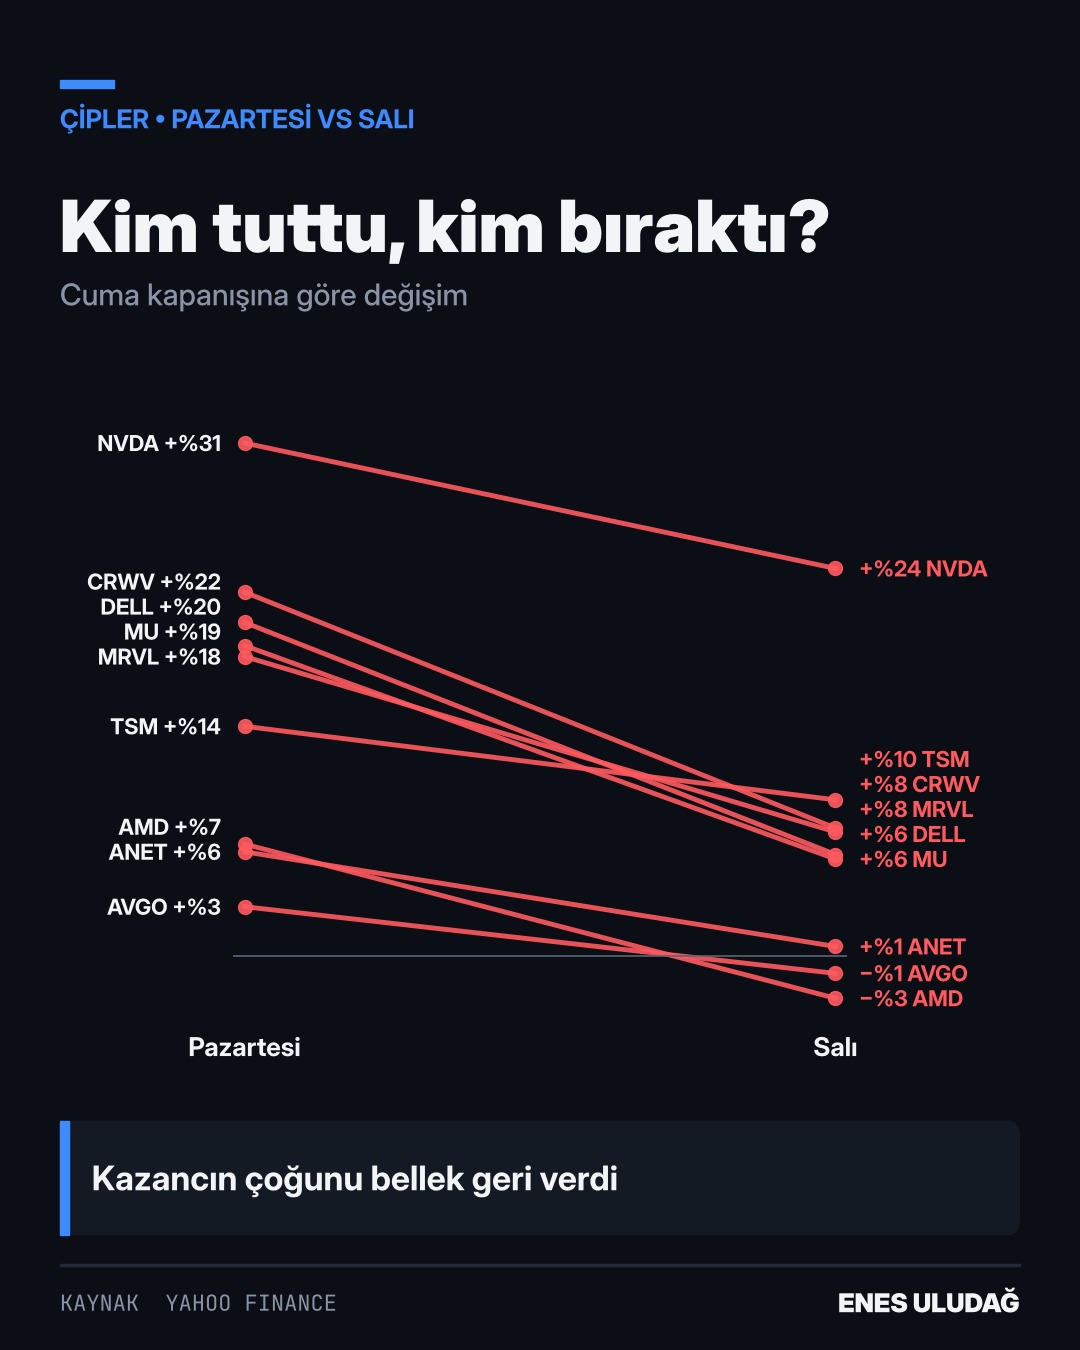 ÇİPLER • PAZARTESİ VS SALI
Kim tuttu, kim bıraktı?
Cuma kapanışına göre değişim
NVDA +%31
CRWV +%22
DELL +%20
MU +%19
MRVL +%18
TSM +%14
AMD +%7
ANET +%6
AVGO +%3
+%24 NVDA
+%10 TSM
+%8 CRWV
+%8 MRVL
+%6 DELL
+%6 MU
+%1 ANET
−%1 AVGO
−%3 AMD
Pazartesi
Salı
Kazancın çoğunu bellek geri verdi
KAYNAK YAHOO FINANCE
ENES ULUDAĞ